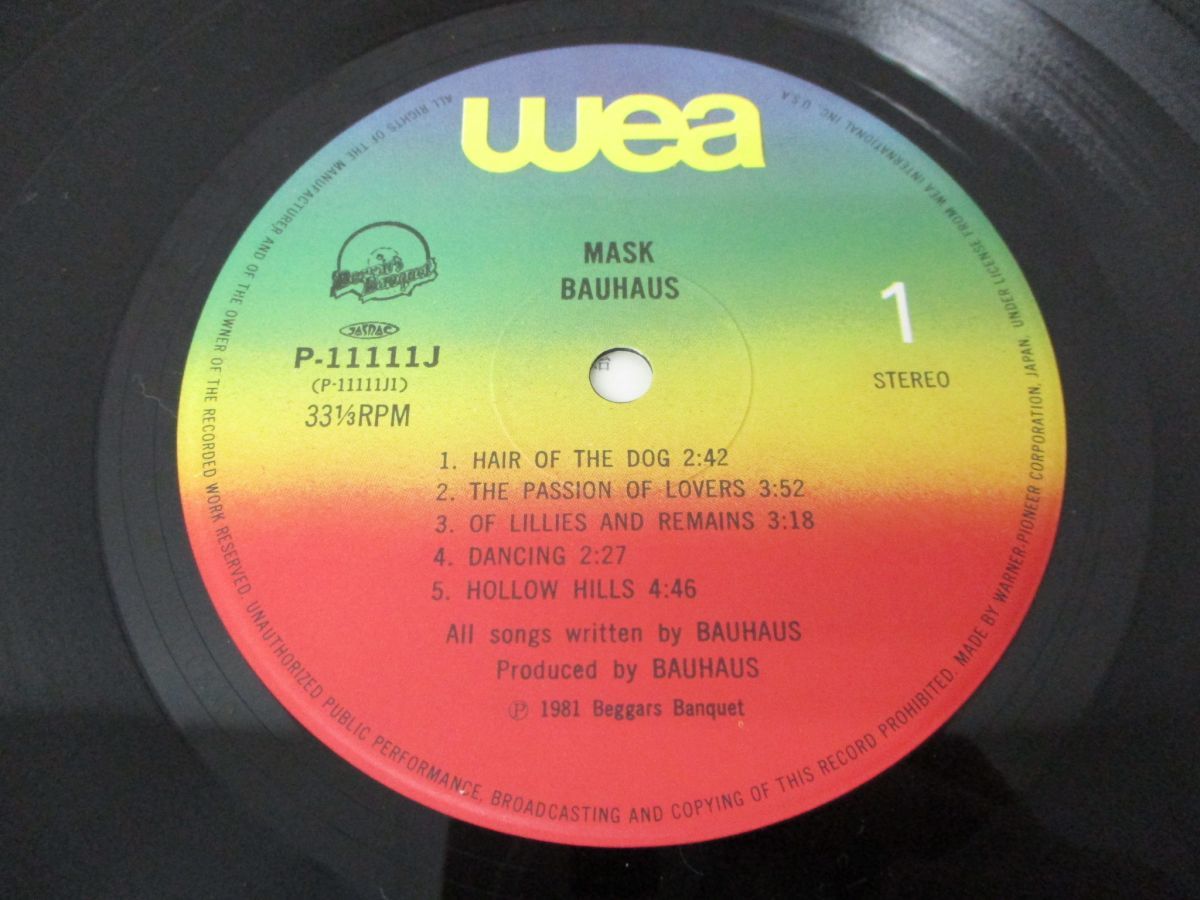 wea
MASK
BAUHAUS
Beggars
Banquet
JASRAC
P-11111J
(P-11111J1)
33⅓RPM
1
STEREO
1. HAIR OF THE DOG 2:42
2. THE PASSION OF LOVERS 3:52
3. OF LILLIES AND REMAINS 3:18
4. DANCING 2:27
5. HOLLOW HILLS 4:46
All songs written by BAUHAUS
Produced by BAUHAUS
Ⓟ 1981 Beggars Banquet
ALL RIGHTS OF THE MANUFACTURER AND OF THE OWNER OF THE RECORDED WORK RESERVED. UNAUTHORIZED PUBLIC PERFORMANCE, BROADCASTING AND COPYING OF THIS RECORD PROHIBITED. MADE BY WARNER-PIONEER CORPORATION, JAPAN. UNDER LICENSE FROM WEA INTERNATIONAL INC. U.S.A